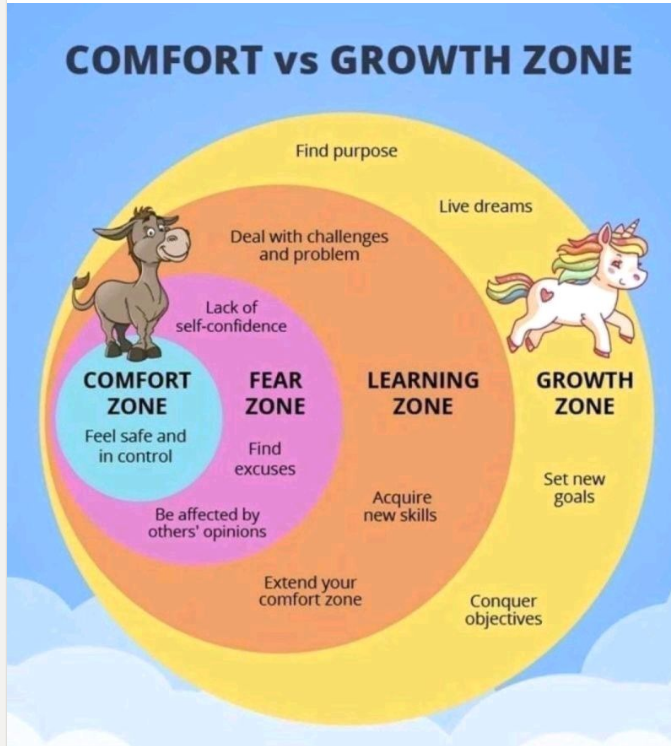 COMFORT vs GROWTH ZONE
Find purpose
Live dreams
Deal with challenges
and problem
Lack of
self-confidence
COMFORT
ZONE
Feel safe and
in control
FEAR
ZONE
Find
excuses
Be affected by
others' opinions
LEARNING
ZONE
Acquire
new skills
Extend your
comfort zone
GROWTH
ZONE
Set new
goals
Conquer
objectives